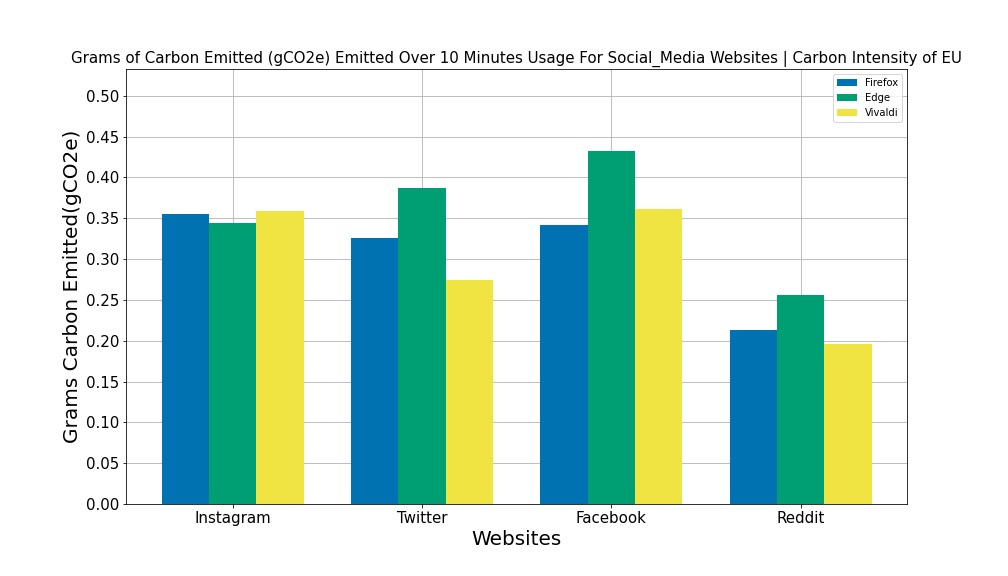 Grams of Carbon Emitted (gCO2e) Emitted Over 10 Minutes Usage For Social_Media Websites | Carbon Intensity of EU
Firefox
Edge
Vivaldi
Grams Carbon Emitted(gCO2e)
0.50
0.45
0.40
0.35
0.30
0.25
0.20
0.15
0.10
0.05
0.00
Instagram Twitter Facebook Reddit
Websites